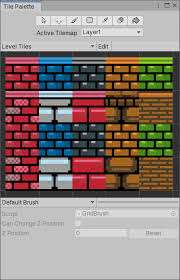 Tile Palette
Active Tilemap Layer1
Level Tiles Edit
Default Brush
Script GridBrush
Can Change Z Position
Z Position 0 Reset